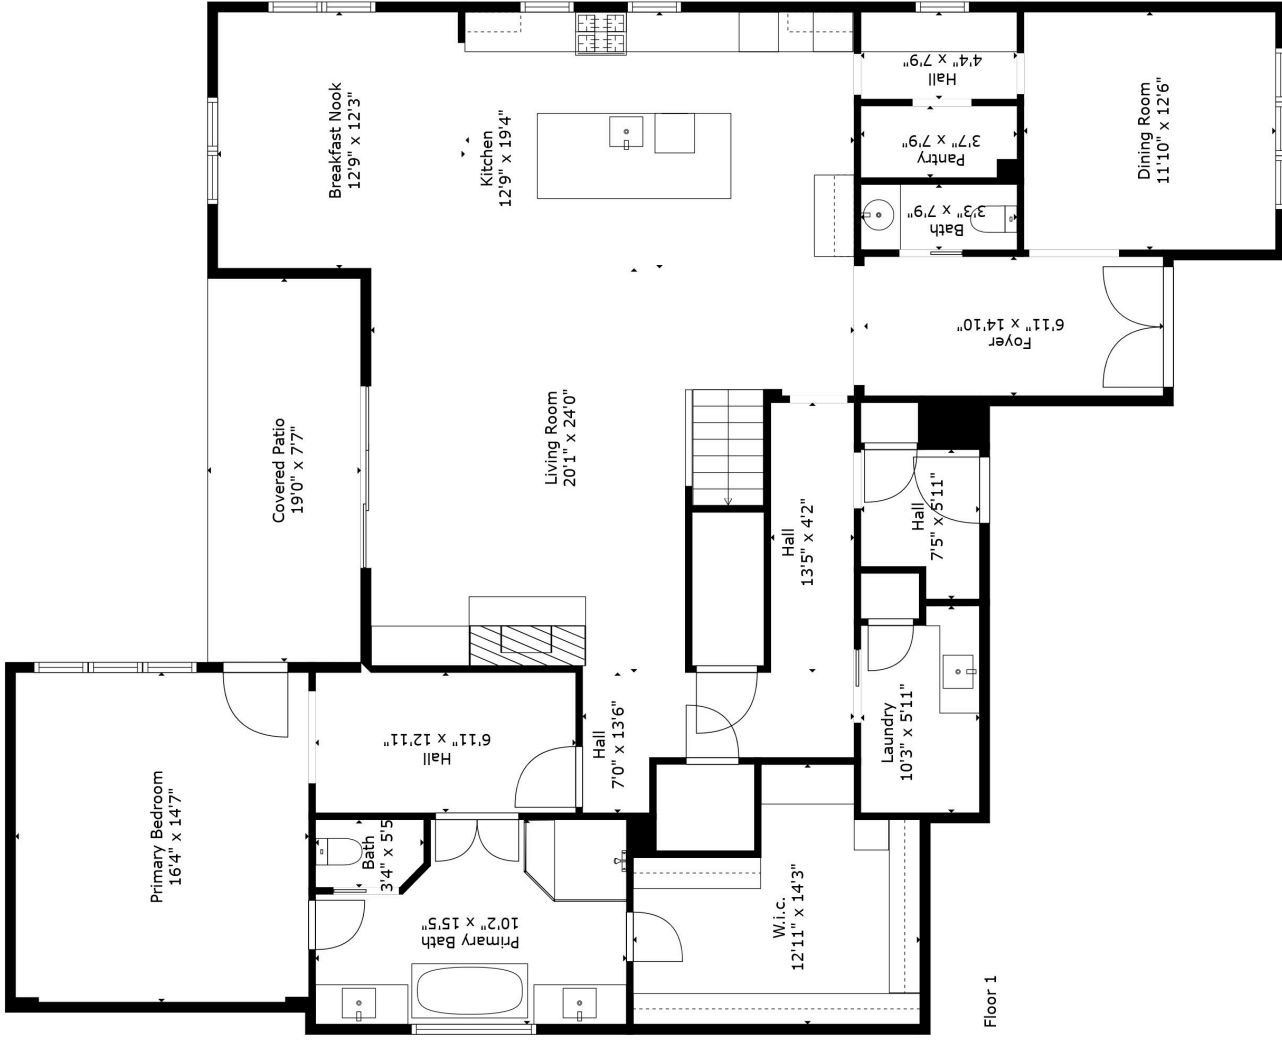 Breakfast Nook
12'9" x 12'3"
Kitchen
12'9" x 19'4"
Hall
4'4" x 7'9"
Pantry
3'7" x 7'9"
Bath
3'3" x 7'9"
Dining Room
11'10" x 12'6"
Foyer
6'11" x 14'10"
Covered Patio
19'0" x 7'7"
Living Room
20'1" x 24'0"
Hall
13'5" x 4'2"
Hall
7'5" x 5'11"
Primary Bedroom
16'4" x 14'7"
Hall
6'11" x 12'11"
Hall
7'0" x 13'6"
Laundry
10'3" x 5'11"
Bath
3'4" x 5'5
Primary Bath
10'2" x 15'5"
W.i.c.
12'11" x 14'3"
Floor 1